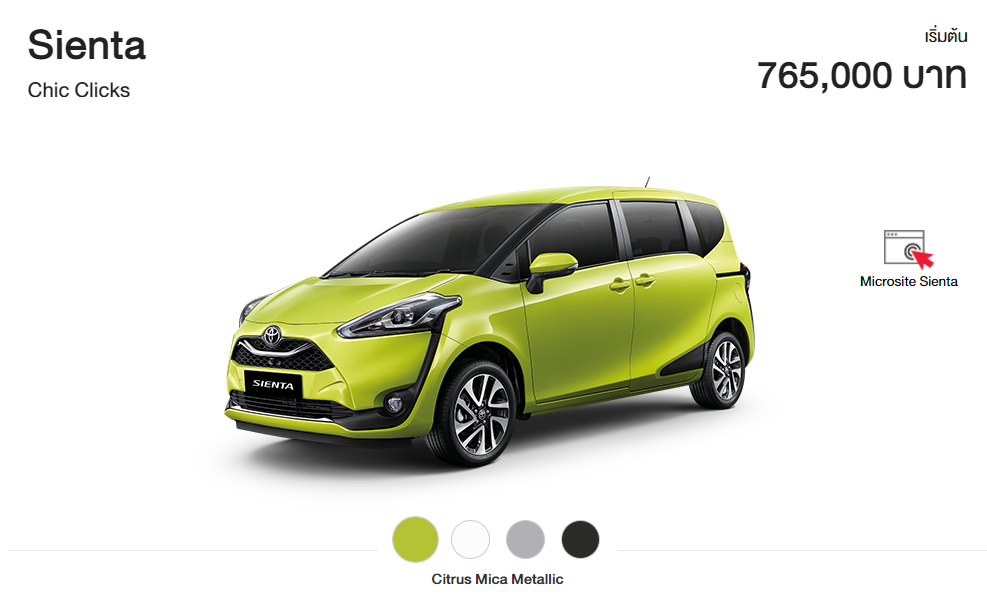 Sienta
Chic Clicks
เริ่มต้น
765,000 บาท
SIENTA
Microsite Sienta
Citrus Mica Metallic